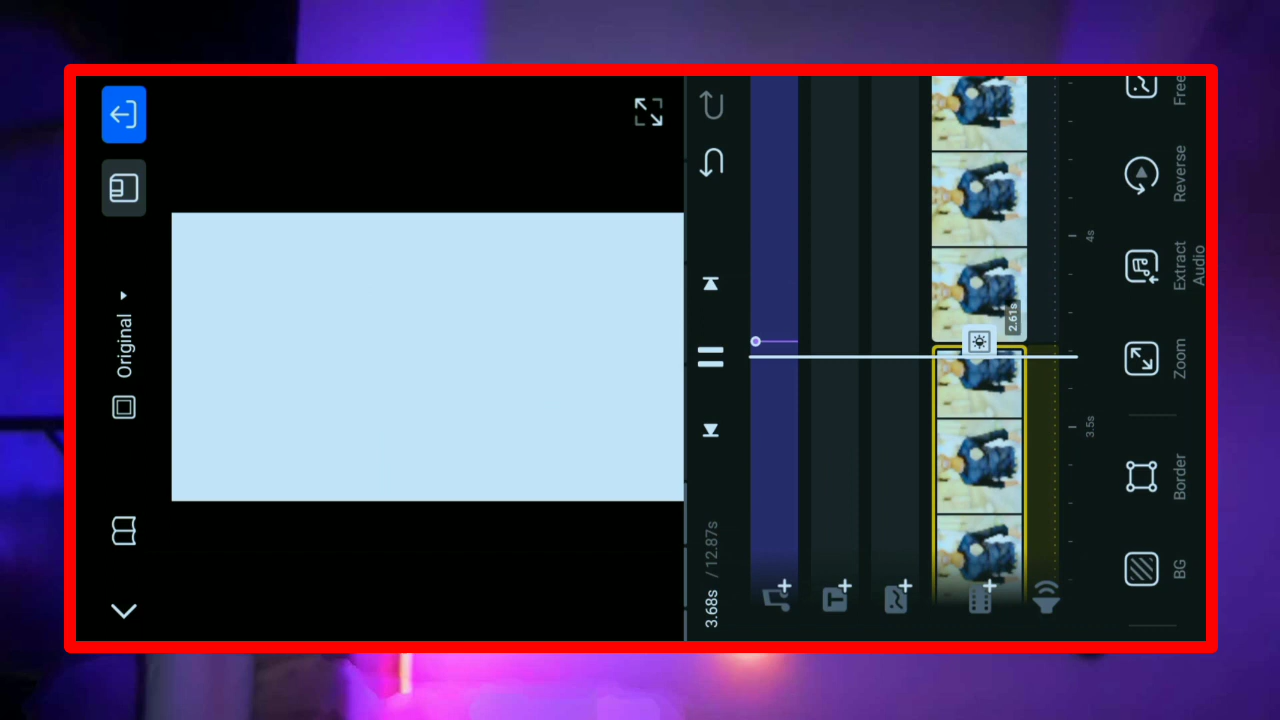 Original
3.68s / 12.87s
2.61s
3.5s
4s
BG
Border
Zoom
Extract
Audio
Reverse
Free